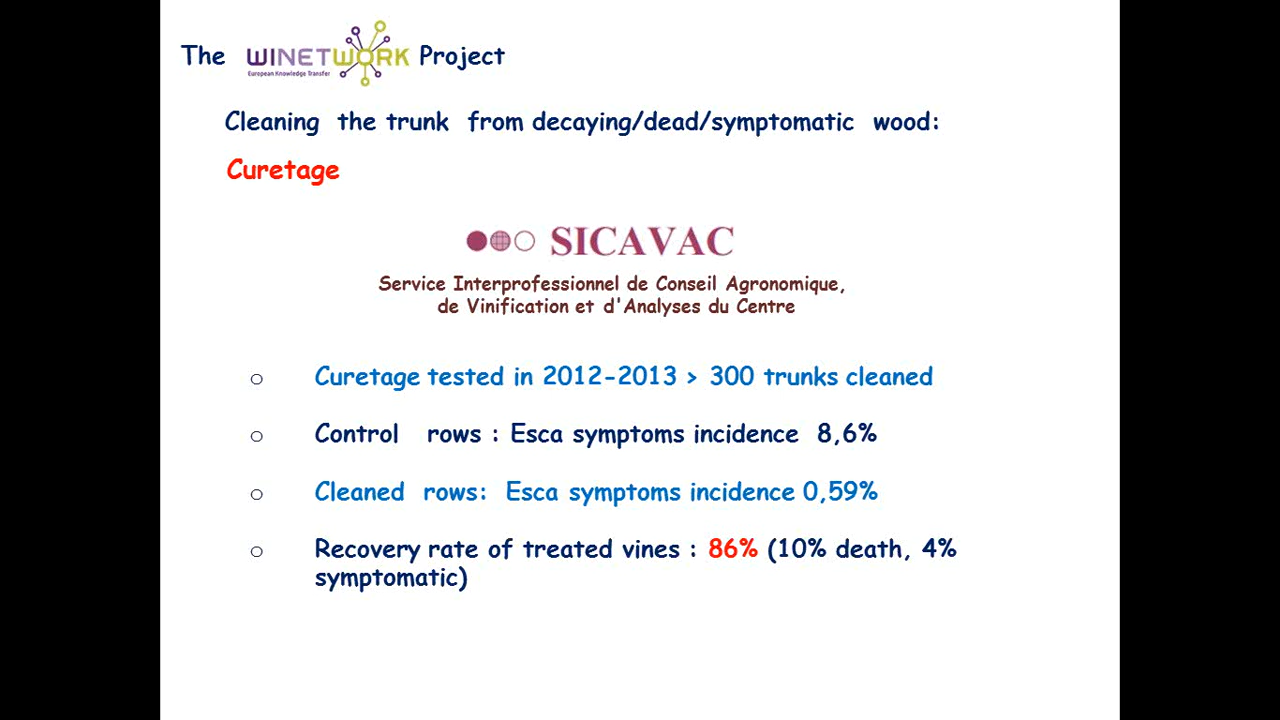 The WINETWORK Project
European Knowledge Transfer
Cleaning the trunk from decaying/dead/symptomatic wood:
Curetage
SICAVAC
Service Interprofessionnel de Conseil Agronomique,
de Vinification et d'Analyses du Centre
o Curetage tested in 2012-2013 > 300 trunks cleaned
o Control rows : Esca symptoms incidence 8,6%
o Cleaned rows: Esca symptoms incidence 0,59%
o Recovery rate of treated vines : 86% (10% death, 4%
symptomatic)